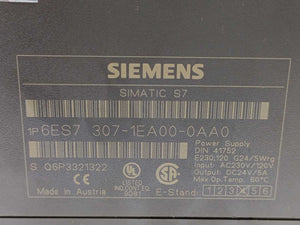 SIEMENS
SIMATIC S7
1P 6ES7 307-1EA00-0AA0
Power Supply
DIN 41752
E230;120 G24/5Wrg
Input: AC230V/120V
Output: DC24V/5A
Max Op.Temp. 60°C
S Q6P3321322
Made in Austria
E-Stand: 1 2 3 5 6